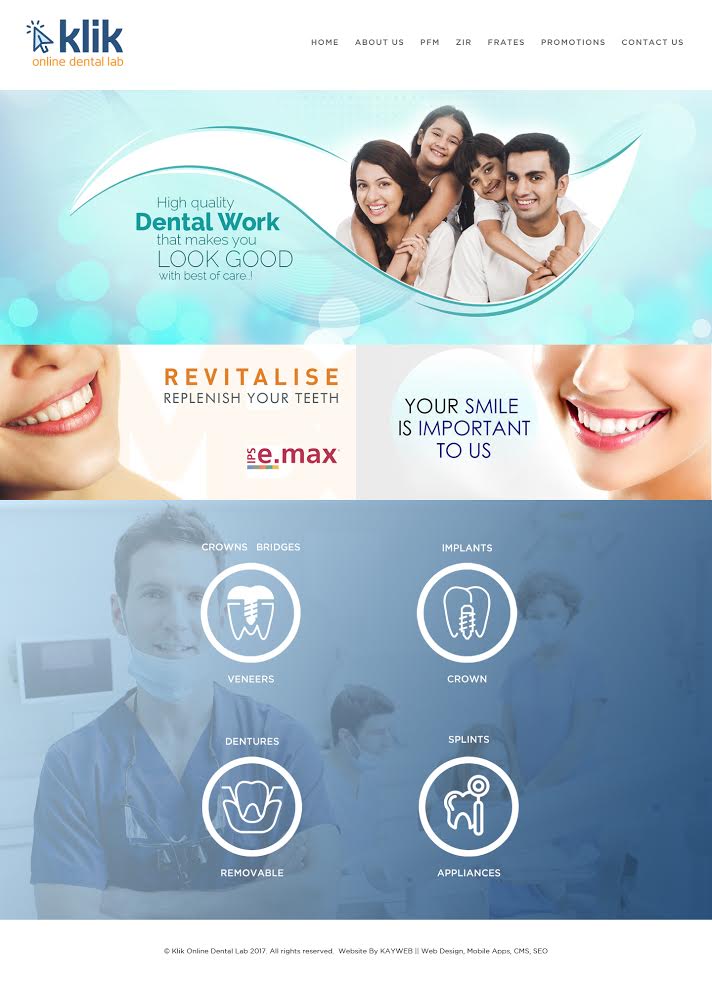 klik
online dental lab
HOME ABOUT US PFM ZIR FRATES PROMOTIONS CONTACT US
High quality
Dental Work
that makes you
LOOK GOOD
with best of care..!
REVITALISE
REPLENISH YOUR TEETH
IPS e.max
YOUR SMILE
IS IMPORTANT
TO US
CROWNS BRIDGES
VENEERS
IMPLANTS
CROWN
DENTURES
REMOVABLE
SPLINTS
APPLIANCES
© Klik Online Dental Lab 2017. All rights reserved. Website By KAYWEB || Web Design, Mobile Apps, CMS, SEO